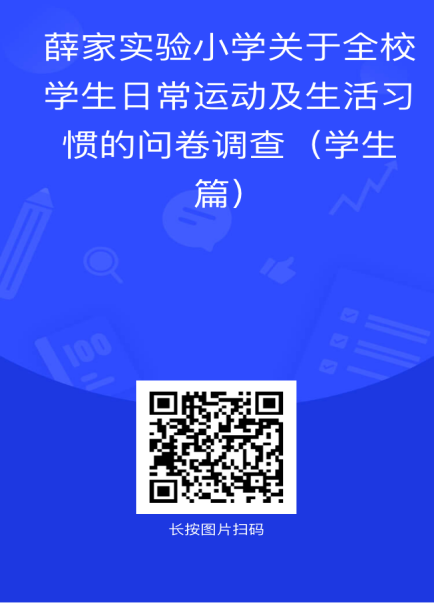 薛家实验小学关于全校
学生日常运动及生活习
惯的问卷调查（学生
篇）
100
长按图片扫码